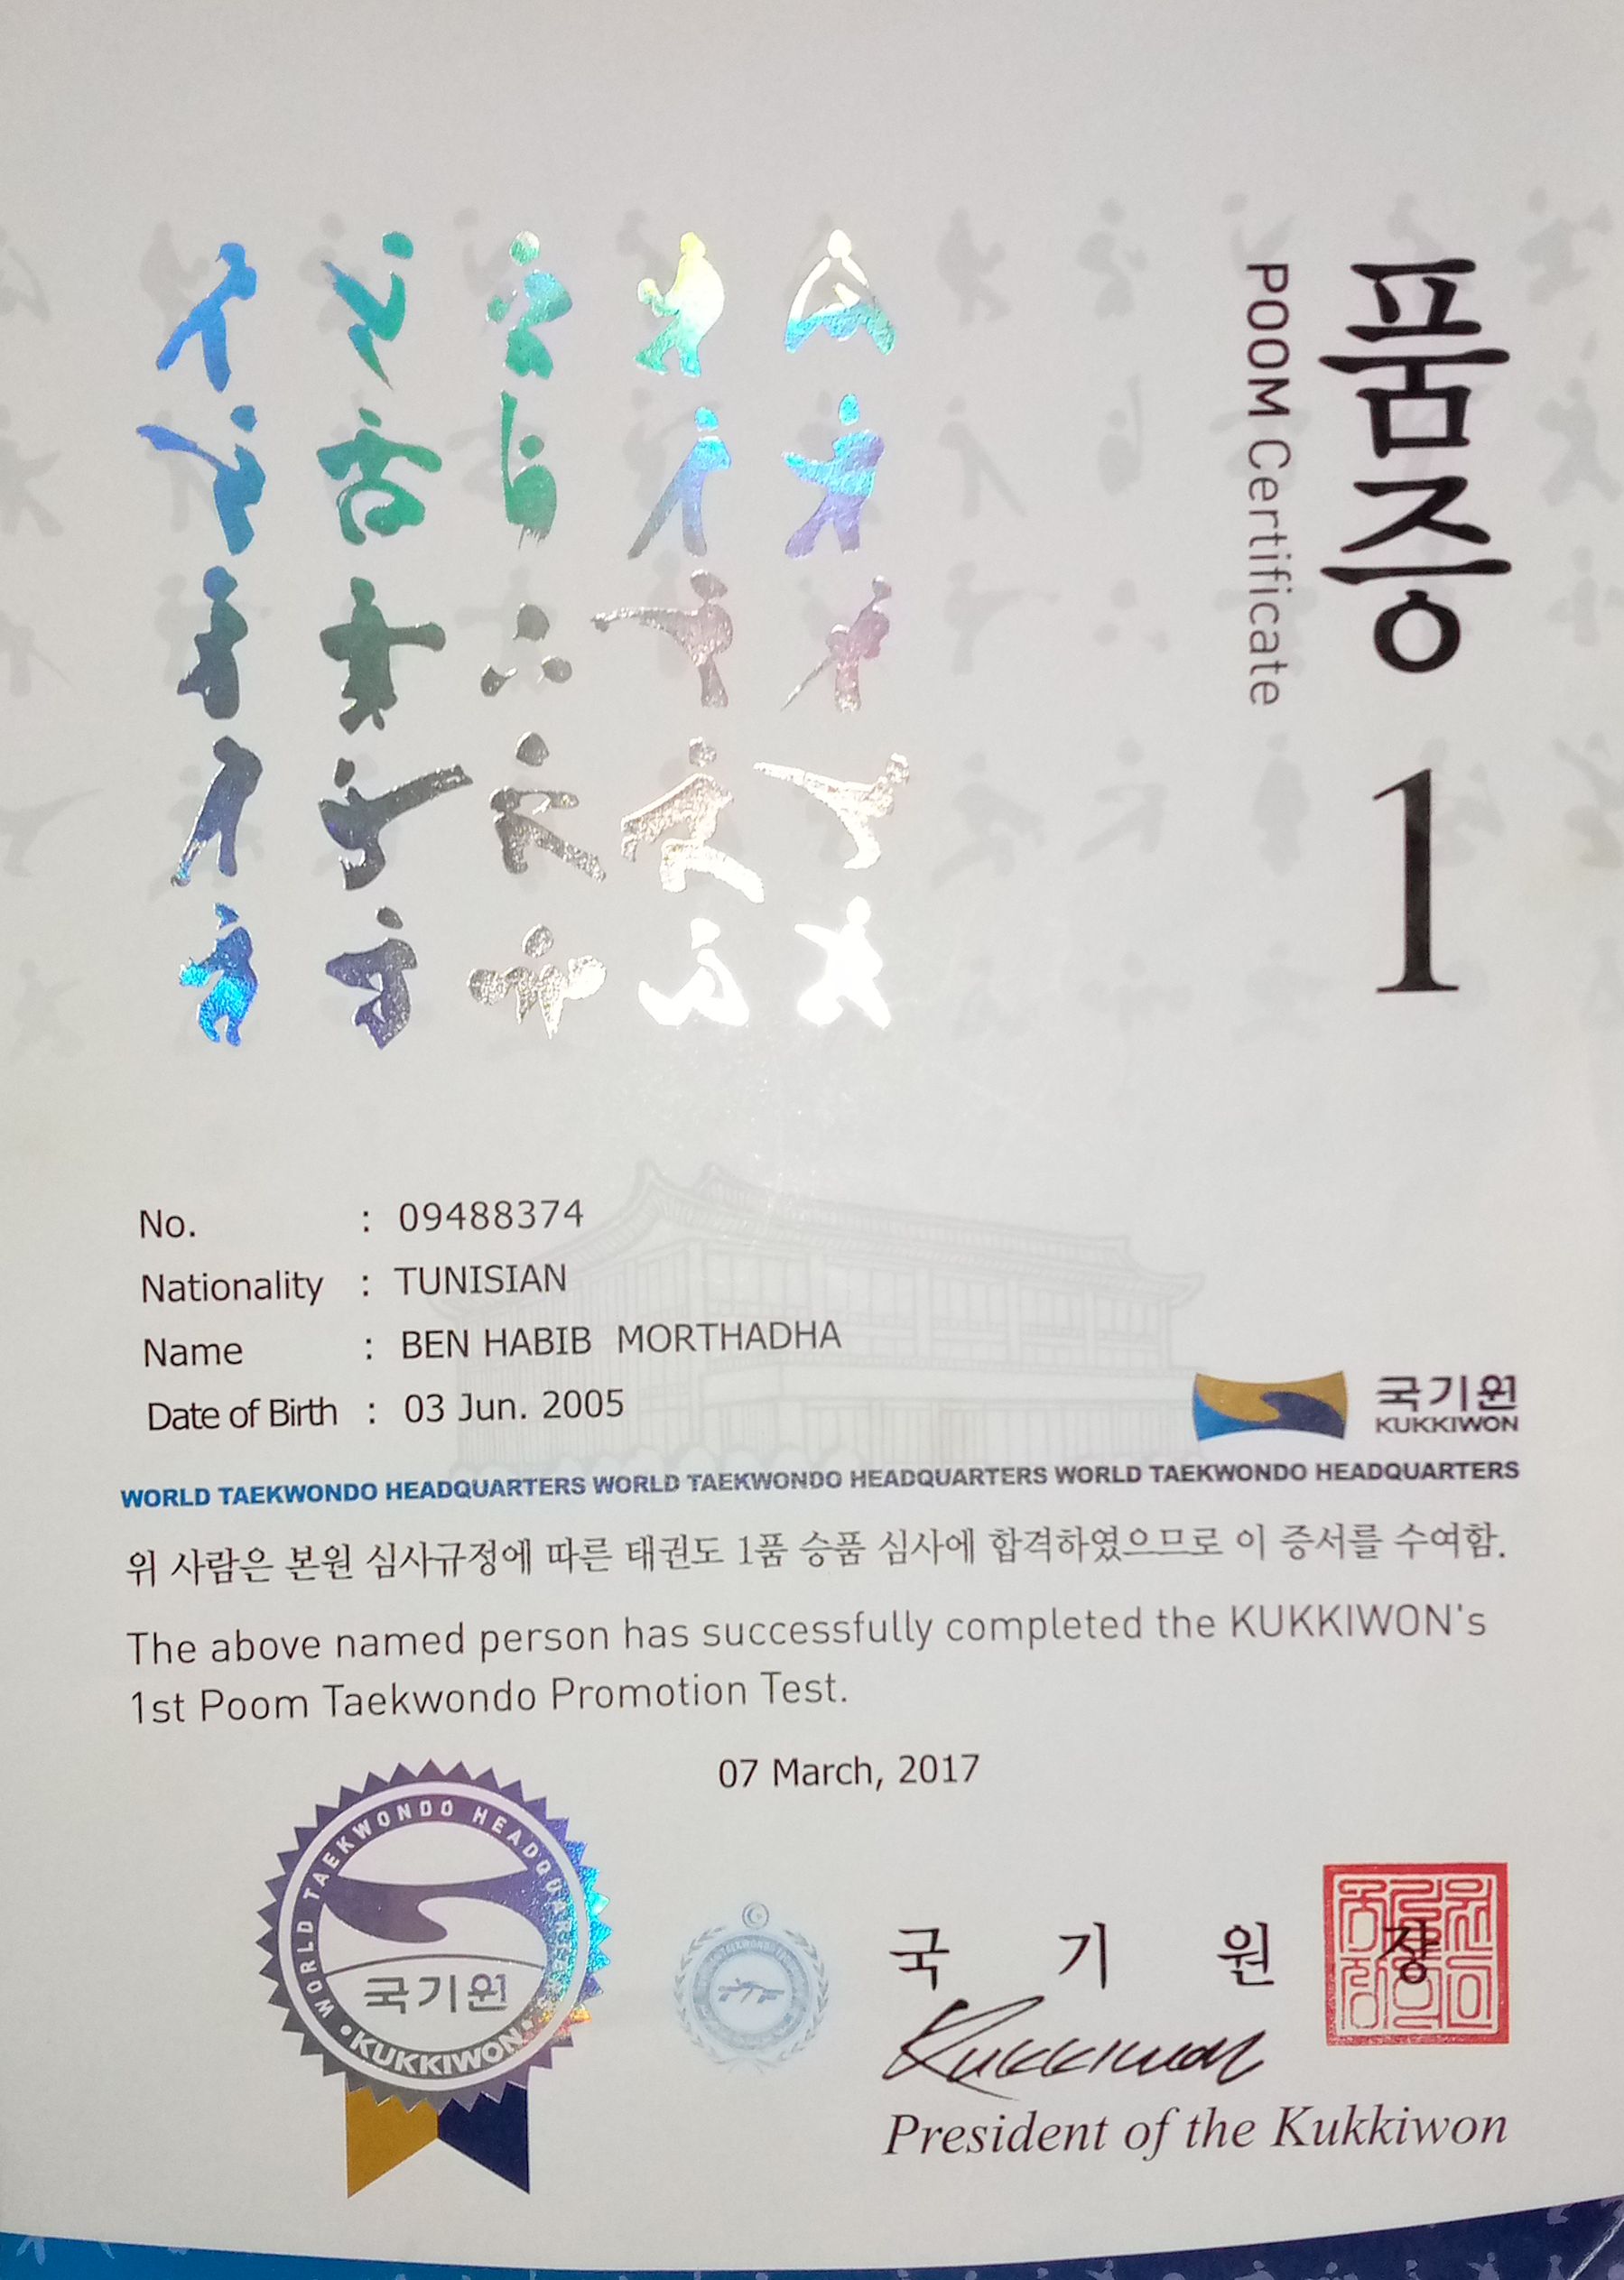 품증 1
POOM Certificate
No. : 09488374
Nationality : TUNISIAN
Name : BEN HABIB MORTHADHA
Date of Birth : 03 Jun. 2005
국기원
KUKKIWON
WORLD TAEKWONDO HEADQUARTERS WORLD TAEKWONDO HEADQUARTERS WORLD TAEKWONDO HEADQUARTERS
위 사람은 본원 심사규정에 따른 태권도 1품 승품 심사에 합격하였으므로 이 증서를 수여함.
The above named person has successfully completed the KUKKIWON's
1st Poom Taekwondo Promotion Test.
07 March, 2017
WORLD TAEKWONDO HEADQUARTERS
국기원
• KUKKIWON •
국 기 원 장
Kukkiwon
President of the Kukkiwon